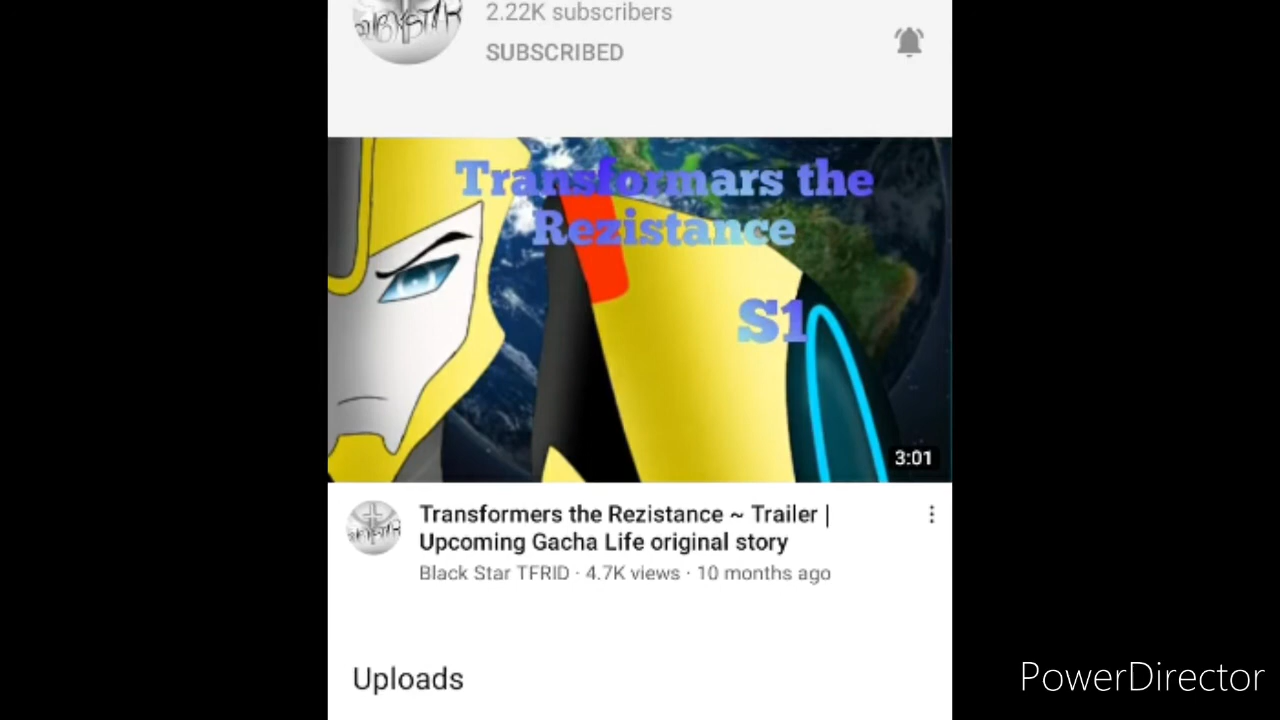 2.22K subscribers
SUBSCRIBED
Transformars the
Rezistance
S1
3:01
Transformers the Rezistance ~ Trailer |
Upcoming Gacha Life original story
Black Star TFRID · 4.7K views · 10 months ago
Uploads
PowerDirector